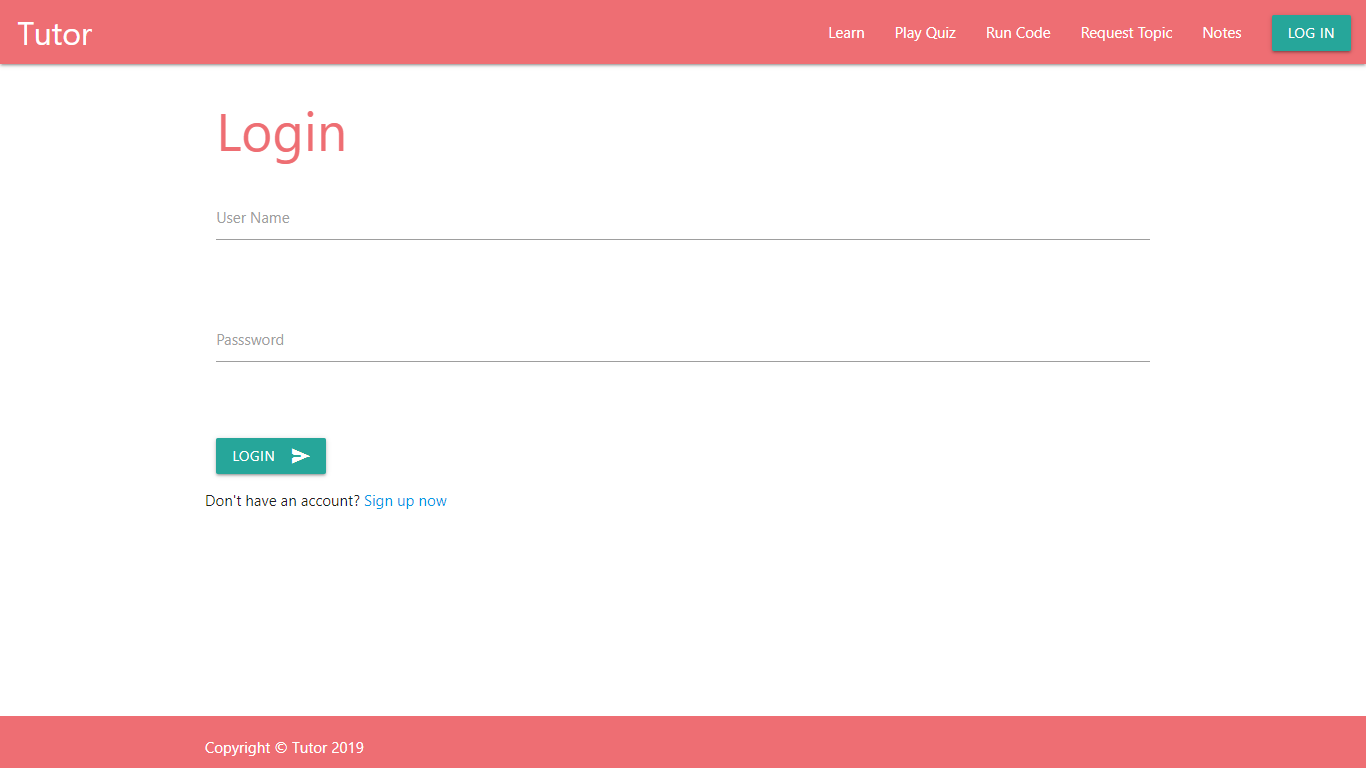 Tutor Learn Play Quiz Run Code Request Topic Notes LOG IN
Login
User Name
Passsword
LOGIN
Don't have an account? Sign up now
Copyright © Tutor 2019